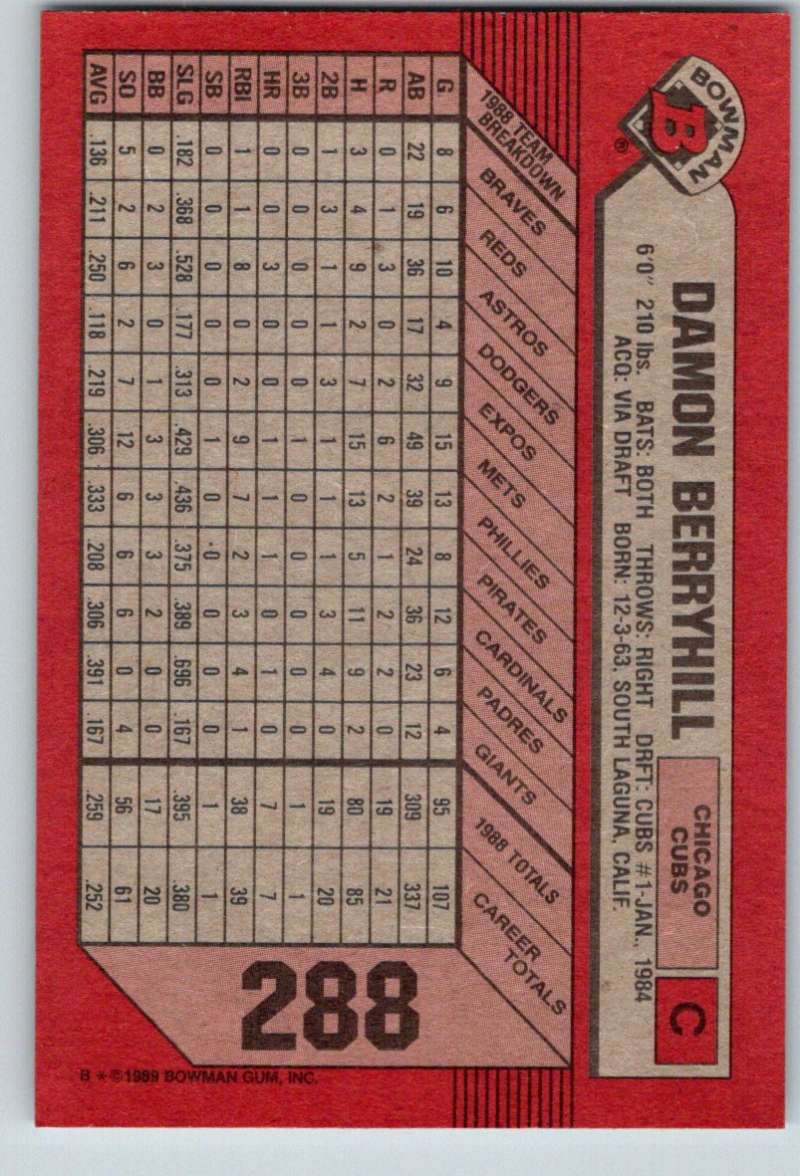 BOWMAN
B
®
DAMON BERRYHILL
CHICAGO
CUBS
C
6'0" 210 lbs. BATS: BOTH THROWS: RIGHT DRFT: CUBS #1-JAN., 1984
ACQ: VIA DRAFT BORN: 12-3-63, SOUTH LAGUNA, CALIF.
1988 TEAM
BREAKDOWN
BRAVES
REDS
ASTROS
DODGERS
EXPOS
METS
PHILLIES
PIRATES
CARDINALS
PADRES
GIANTS
1988 TOTALS
CAREER
TOTALS
G 8 6 10 4 9 15 13 8 12 6 4 95 107
AB 22 19 36 17 32 49 39 24 36 23 12 309 337
R 0 1 3 0 2 6 2 1 2 2 0 19 21
H 3 4 9 2 7 15 13 5 11 9 2 80 85
2B 1 3 1 1 3 1 1 1 3 4 0 19 20
3B 0 0 0 0 0 1 0 0 0 0 0 1 1
HR 0 0 3 0 0 1 1 1 0 1 0 7 7
RBI 1 1 8 0 2 9 7 2 3 4 1 38 39
SB 0 0 0 0 0 1 0 0 0 0 0 1 1
SLG .182 .368 .528 .177 .313 .429 .436 .375 .389 .696 .167 .395 .380
BB 0 2 3 0 1 3 3 3 2 0 0 17 20
SO 5 2 6 2 7 12 6 6 6 0 4 56 61
AVG .136 .211 .250 .118 .219 .306 .333 .208 .306 .391 .167 .259 .252
288
B *©1989 BOWMAN GUM, INC.